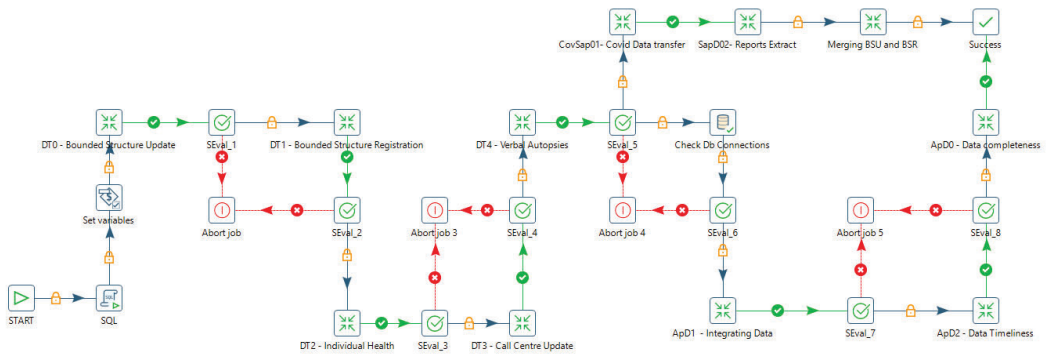 CovSap01- Covid Data transfer
SapD02- Reports Extract
Merging BSU and BSR
Success
DT0 - Bounded Structure Update
SEval_1
DT1 - Bounded Structure Registration
DT4 - Verbal Autopsies
SEval_5
Check Db Connections
ApD0 - Data completeness
Set variables
Abort job
SEval_2
Abort job 3
SEval_4
Abort job 4
SEval_6
Abort job 5
SEval_8
START
SQL
SQL
DT2 - Individual Health
SEval_3
DT3 - Call Centre Update
ApD1 - Integrating Data
SEval_7
ApD2 - Data Timeliness